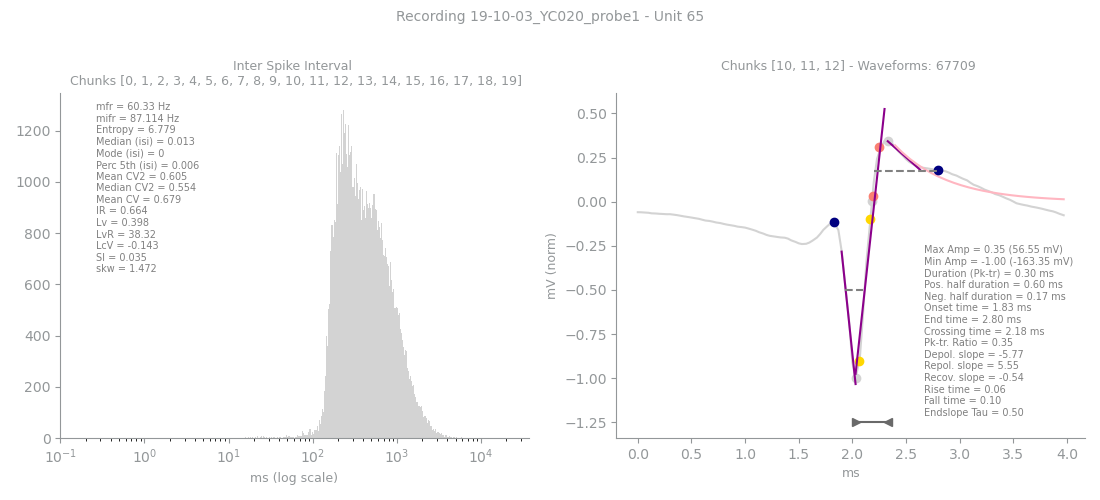 Recording 19-10-03_YC020_probe1 - Unit 65
Inter Spike Interval
Chunks [0, 1, 2, 3, 4, 5, 6, 7, 8, 9, 10, 11, 12, 13, 14, 15, 16, 17, 18, 19]
mfr = 60.33 Hz
mifr = 87.114 Hz
Entropy = 6.779
Median (isi) = 0.013
Mode (isi) = 0
Perc 5th (isi) = 0.006
Mean CV2 = 0.605
Median CV2 = 0.554
Mean CV = 0.679
IR = 0.664
Lv = 0.398
LvR = 38.32
LcV = -0.143
SI = 0.035
skw = 1.472
1200
1000
800
600
400
200
0
10⁻¹ 10⁰ 10¹ 10² 10³ 10⁴
ms (log scale)
Chunks [10, 11, 12] - Waveforms: 67709
mV (norm)
0.50
0.25
0.00
−0.25
−0.50
−0.75
−1.00
−1.25
Max Amp = 0.35 (56.55 mV)
Min Amp = -1.00 (-163.35 mV)
Duration (Pk-tr) = 0.30 ms
Pos. half duration = 0.60 ms
Neg. half duration = 0.17 ms
Onset time = 1.83 ms
End time = 2.80 ms
Crossing time = 2.18 ms
Pk-tr. Ratio = 0.35
Depol. slope = -5.77
Repol. slope = 5.55
Recov. slope = -0.54
Rise time = 0.06
Fall time = 0.10
Endslope Tau = 0.50
0.0 0.5 1.0 1.5 2.0 2.5 3.0 3.5 4.0
ms